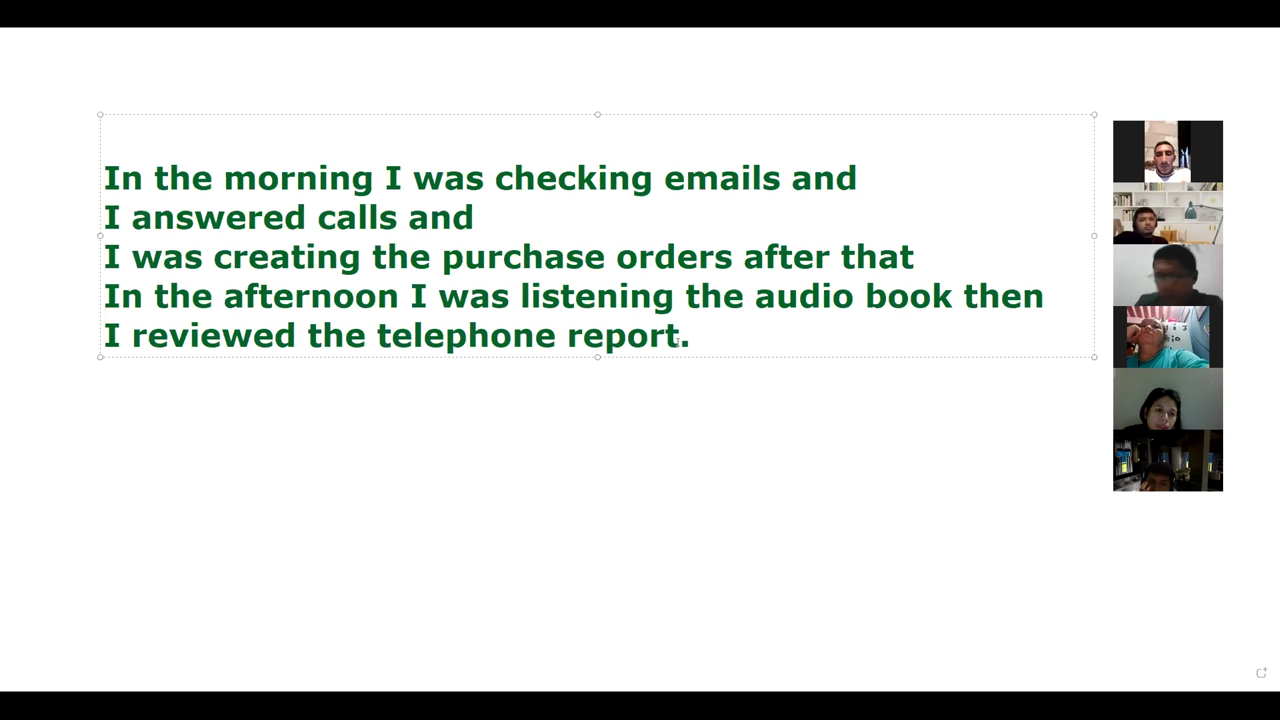 In the morning I was checking emails and
I answered calls and
I was creating the purchase orders after that
In the afternoon I was listening the audio book then
I reviewed the telephone report.